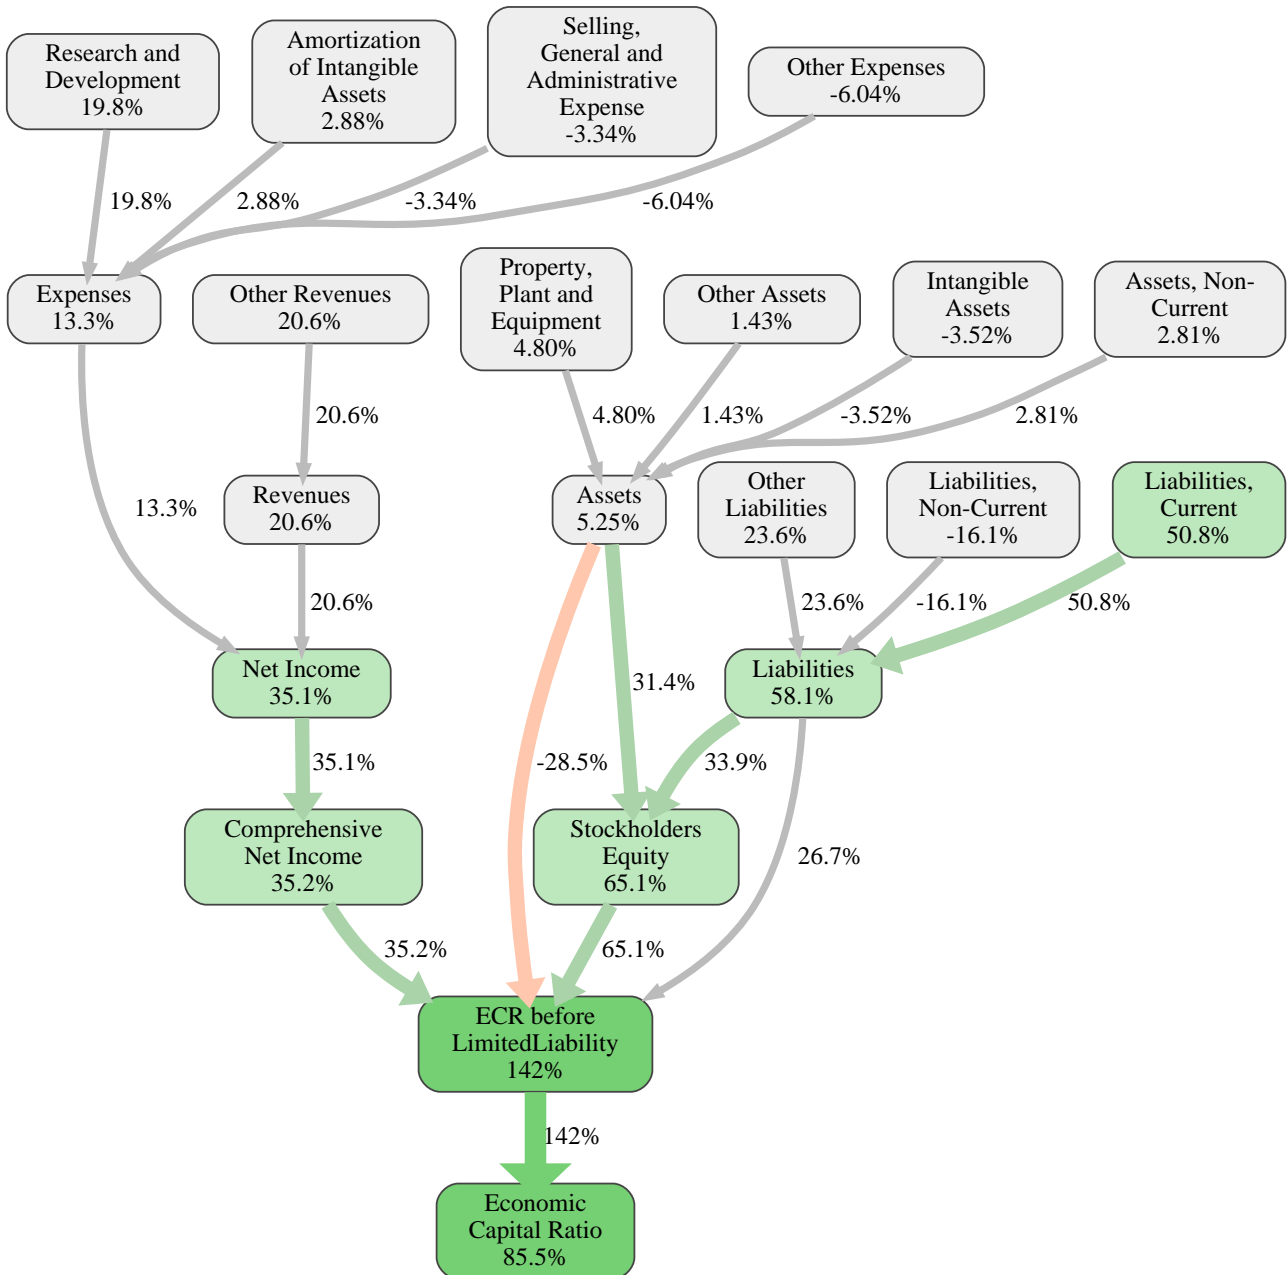 Research and
Development
19.8%
Amortization
of Intangible
Assets
2.88%
Selling,
General and
Administrative
Expense
-3.34%
Other Expenses
-6.04%
19.8%
2.88%
-3.34%
-6.04%
Expenses
13.3%
Other Revenues
20.6%
Property,
Plant and
Equipment
4.80%
Other Assets
1.43%
Intangible
Assets
-3.52%
Assets, Non-
Current
2.81%
20.6%
4.80%
1.43%
-3.52%
2.81%
13.3%
Revenues
20.6%
Assets
5.25%
Other
Liabilities
23.6%
Liabilities,
Non-Current
-16.1%
Liabilities,
Current
50.8%
20.6%
23.6%
-16.1%
50.8%
Net Income
35.1%
31.4%
Liabilities
58.1%
35.1%
-28.5%
33.9%
Comprehensive
Net Income
35.2%
Stockholders
Equity
65.1%
26.7%
35.2%
65.1%
ECR before
LimitedLiability
142%
142%
Economic
Capital Ratio
85.5%